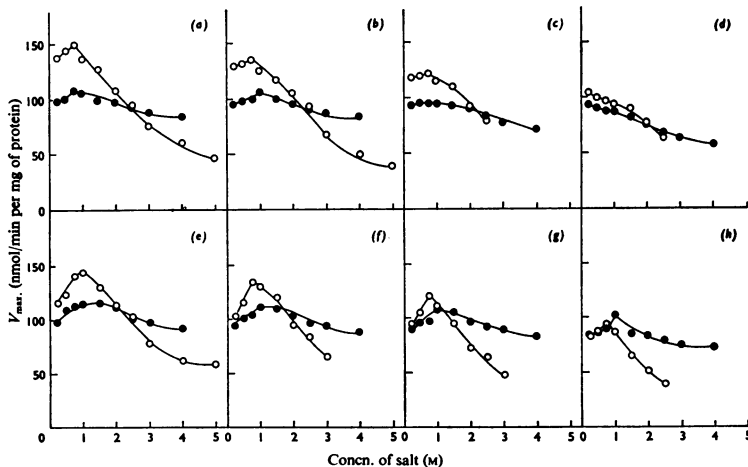 (a) (b) (c) (d)
150
100
50
0
(e) (f) (g) (h)
150
100
50
0 1 2 3 4 5 0 1 2 3 4 5 0 1 2 3 4 5 0 1 2 3 4 5
Vmax. (nmol/min per mg of protein)
Concn. of salt (M)